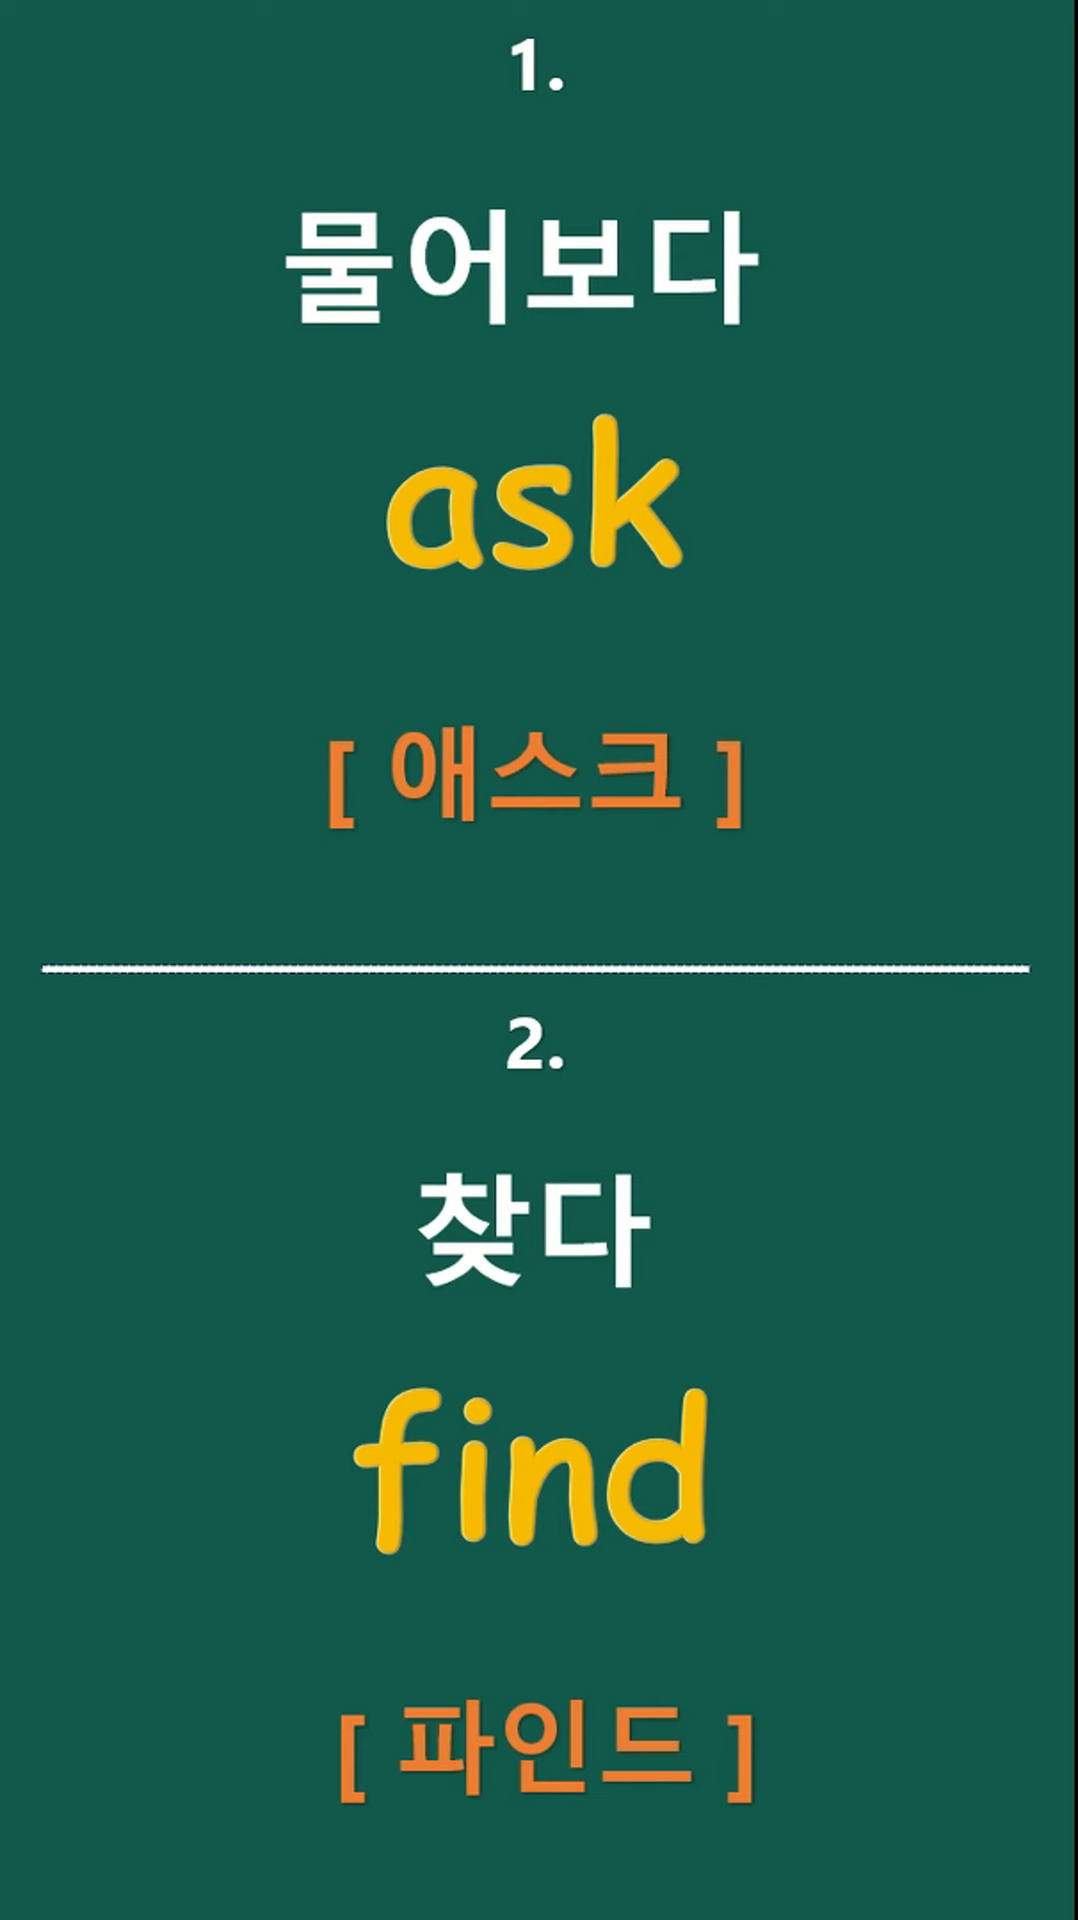 1.
물어보다
ask
[ 애스크 ]
2.
찾다
find
[ 파인드 ]